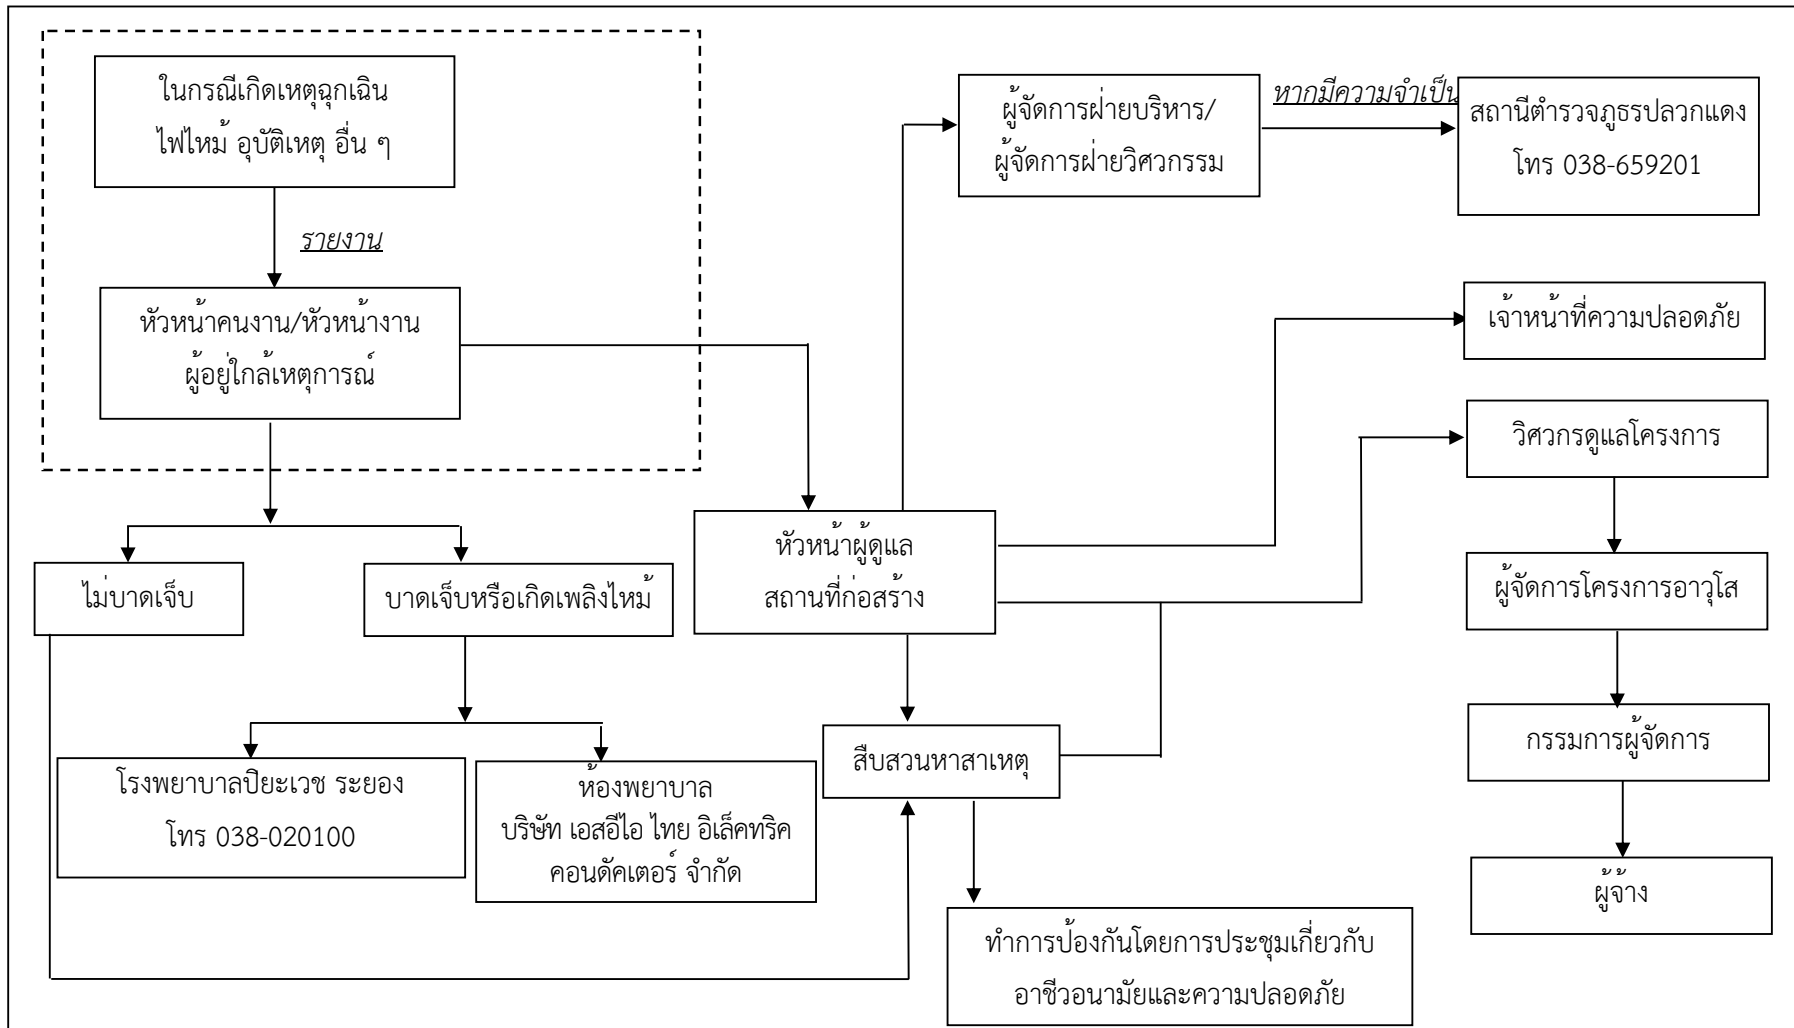 ในกรณีเกิดเหตุฉุกเฉิน
ไฟไหม้ อุบัติเหตุ อื่น ๆ
รายงาน
หัวหน้าคนงาน/หัวหน้างาน
ผู้อยู่ใกล้เหตุการณ์
ไม่บาดเจ็บ
บาดเจ็บหรือเกิดเพลิงไหม้
โรงพยาบาลปิยะเวช ระยอง
โทร 038-020100
ห้องพยาบาล
บริษัท เอสอีไอ ไทย อิเล็คทริค
คอนดัคเตอร์ จำกัด
หัวหน้าผู้ดูแล
สถานที่ก่อสร้าง
สืบสวนหาสาเหตุ
ทำการป้องกันโดยการประชุมเกี่ยวกับ
อาชีวอนามัยและความปลอดภัย
ผู้จัดการฝ่ายบริหาร/
ผู้จัดการฝ่ายวิศวกรรม
หากมีความจำเป็น
สถานีตำรวจภูธรปลวกแดง
โทร 038-659201
เจ้าหน้าที่ความปลอดภัย
วิศวกรดูแลโครงการ
ผู้จัดการโครงการอาวุโส
กรรมการผู้จัดการ
ผู้จ้าง